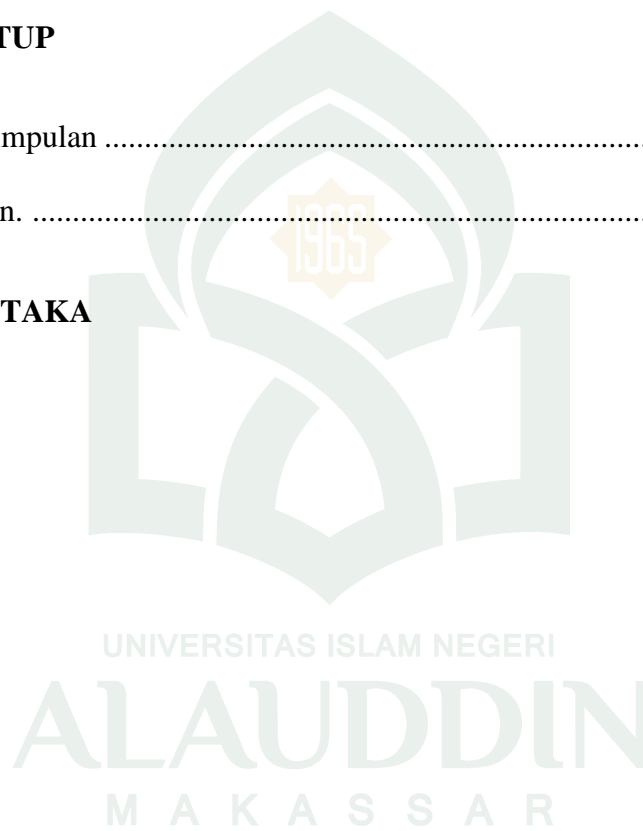 TUP
mpulan ....................................................................
n. .............................................................................
1965
TAKA
UNIVERSITAS ISLAM NEGERI
ALAUDDIN
M A K A S S A R